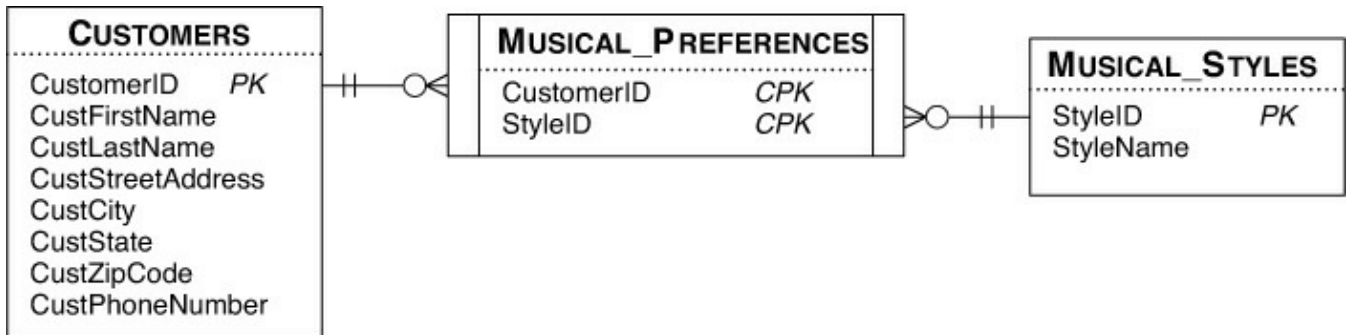 CUSTOMERS
CustomerID PK
CustFirstName
CustLastName
CustStreetAddress
CustCity
CustState
CustZipCode
CustPhoneNumber
MUSICAL_PREFERENCES
CustomerID CPK
StyleID CPK
MUSICAL_STYLES
StyleID PK
StyleName